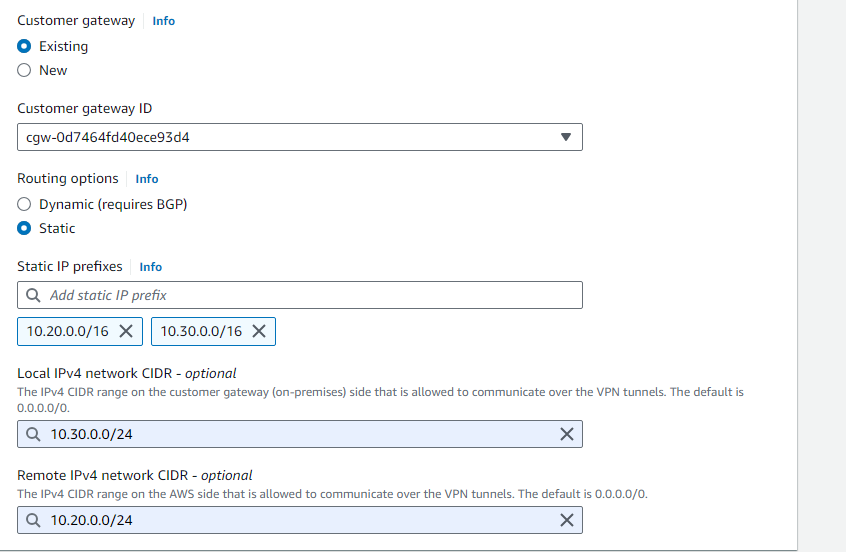 Customer gateway Info
Existing
New
Customer gateway ID
cgw-0d7464fd40ece93d4
Routing options Info
Dynamic (requires BGP)
Static
Static IP prefixes Info
Add static IP prefix
10.20.0.0/16 10.30.0.0/16
Local IPv4 network CIDR - optional
The IPv4 CIDR range on the customer gateway (on-premises) side that is allowed to communicate over the VPN tunnels. The default is
0.0.0.0/0.
10.30.0.0/24
Remote IPv4 network CIDR - optional
The IPv4 CIDR range on the AWS side that is allowed to communicate over the VPN tunnels. The default is 0.0.0.0/0.
10.20.0.0/24